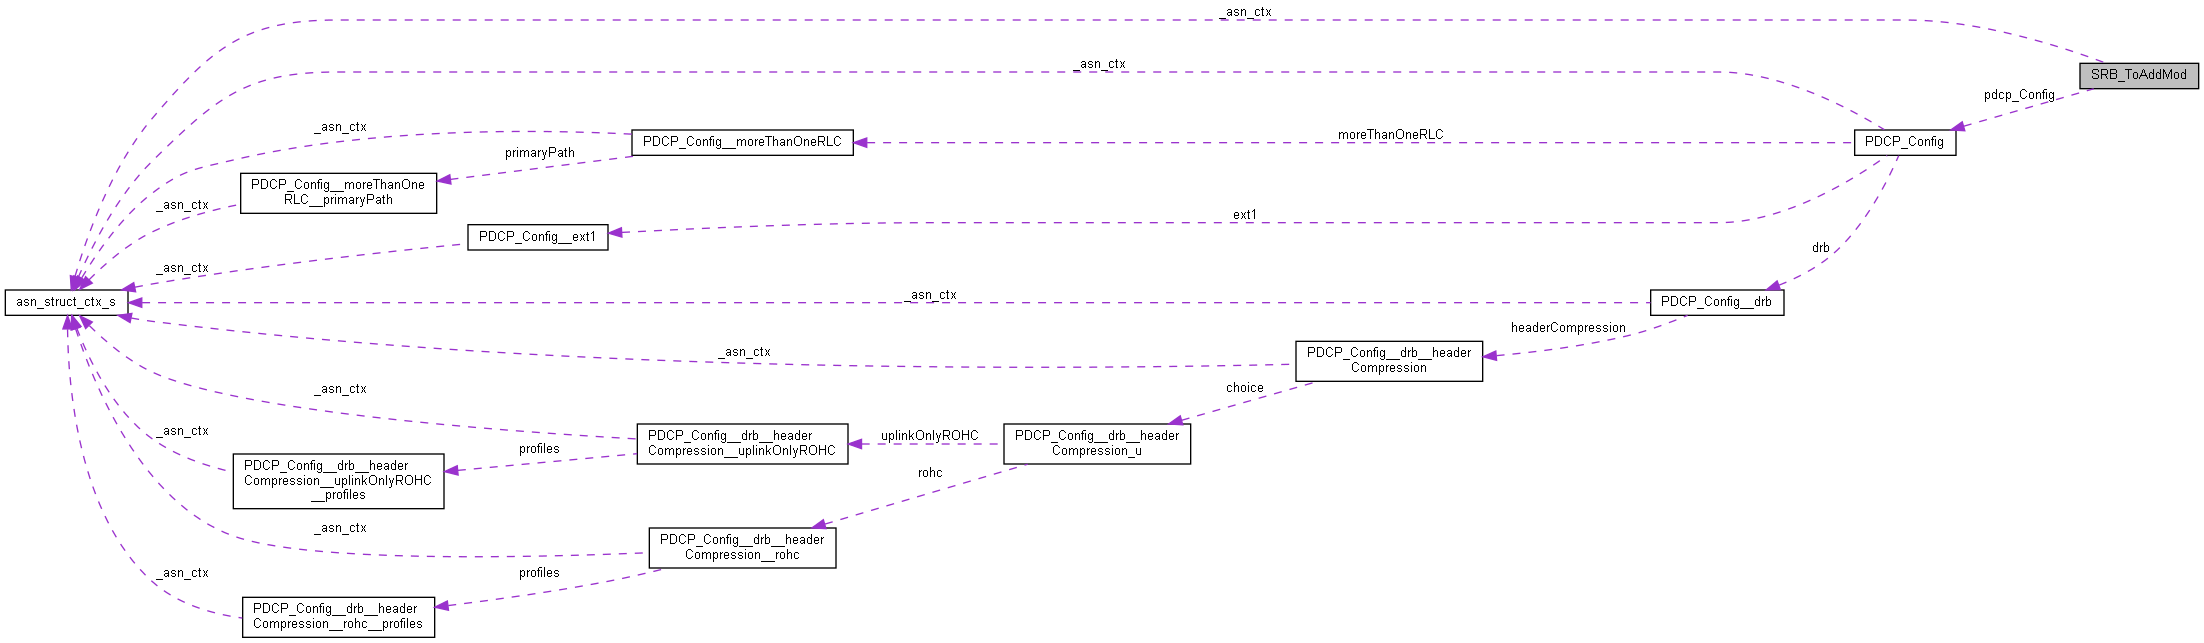 _asn_ctx
_asn_ctx
SRB_ToAddMod
pdcp_Config
_asn_ctx
moreThanOneRLC
PDCP_Config__moreThanOneRLC
PDCP_Config
primaryPath
PDCP_Config__moreThanOne
RLC__primaryPath
_asn_ctx
ext1
PDCP_Config__ext1
drb
_asn_ctx
asn_struct_ctx_s
_asn_ctx
PDCP_Config__drb
headerCompression
_asn_ctx
PDCP_Config__drb__header
Compression
_asn_ctx
choice
_asn_ctx
PDCP_Config__drb__header
Compression__uplinkOnlyROHC
uplinkOnlyROHC
PDCP_Config__drb__header
Compression_u
profiles
PDCP_Config__drb__header
Compression__uplinkOnlyROHC
__profiles
rohc
_asn_ctx
PDCP_Config__drb__header
Compression__rohc
_asn_ctx
profiles
PDCP_Config__drb__header
Compression__rohc__profiles